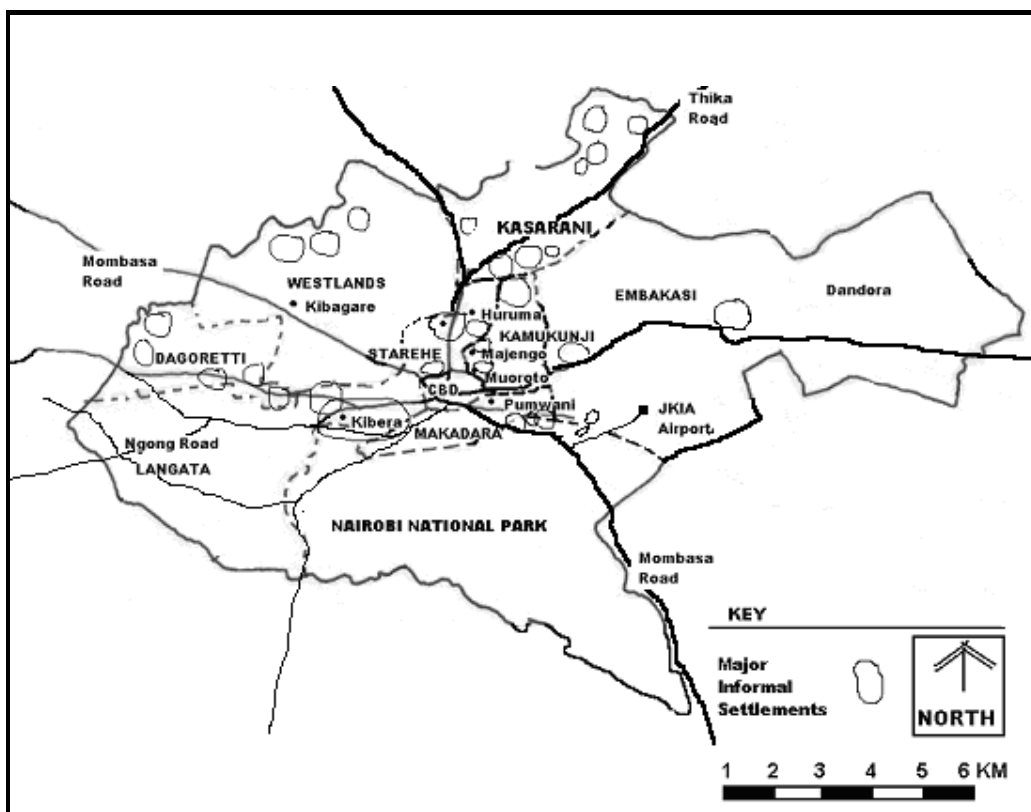 Thika
Road
KASARANI
Mombasa
Road
WESTLANDS
Kibagare
EMBAKASI
Dandora
Huruma
KAMUKUNJI
STAREHE
Majengo
DAGORETTI
Muoroto
CBD
Pumwani
JKIA
Airport
Kibera
MAKADARA
Ngong Road
LANGATA
NAIROBI NATIONAL PARK
Mombasa
Road
KEY
Major
Informal
Settlements
NORTH
1 2 3 4 5 6 KM